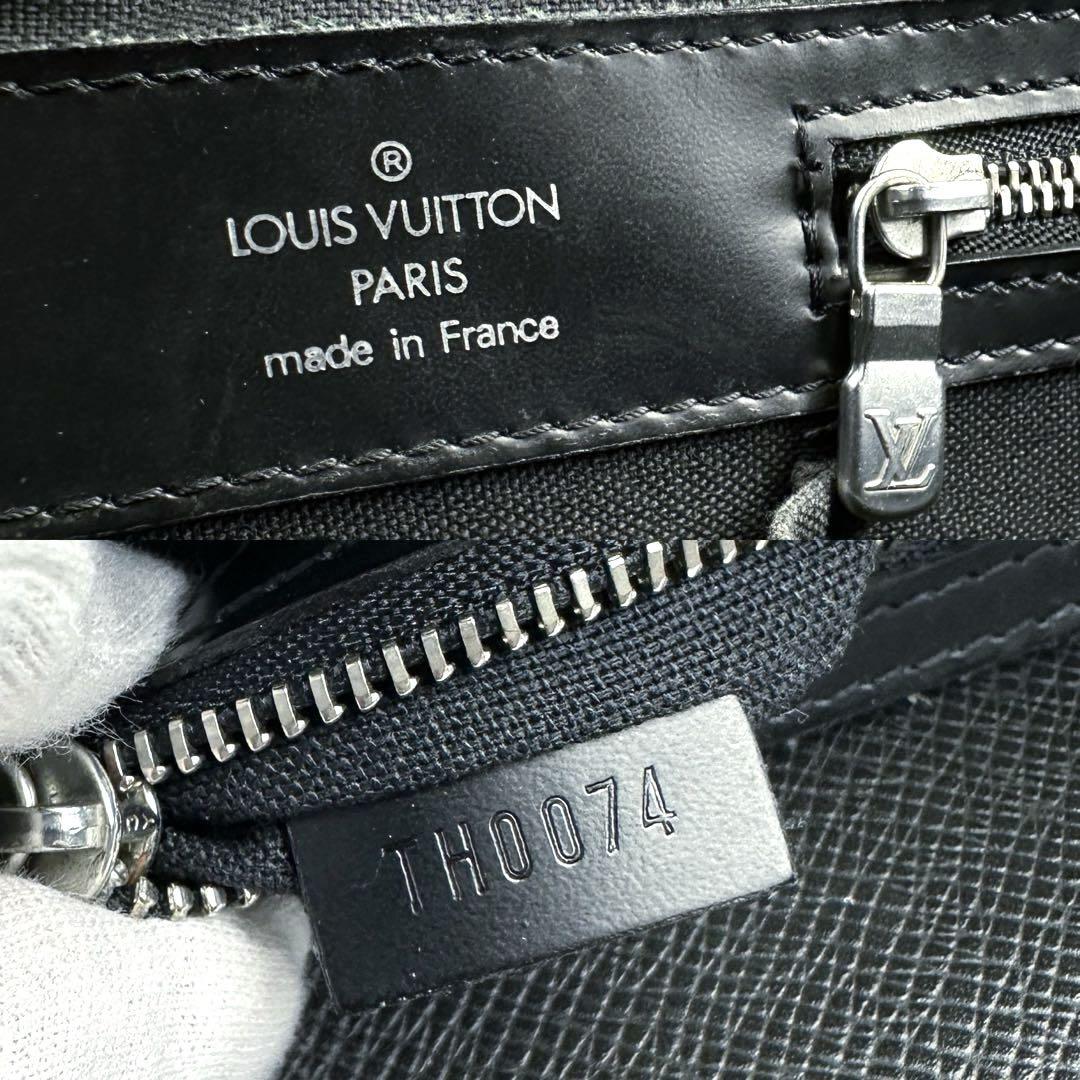 ®
LOUIS VUITTON
PARIS
made in France
LV
TH0074